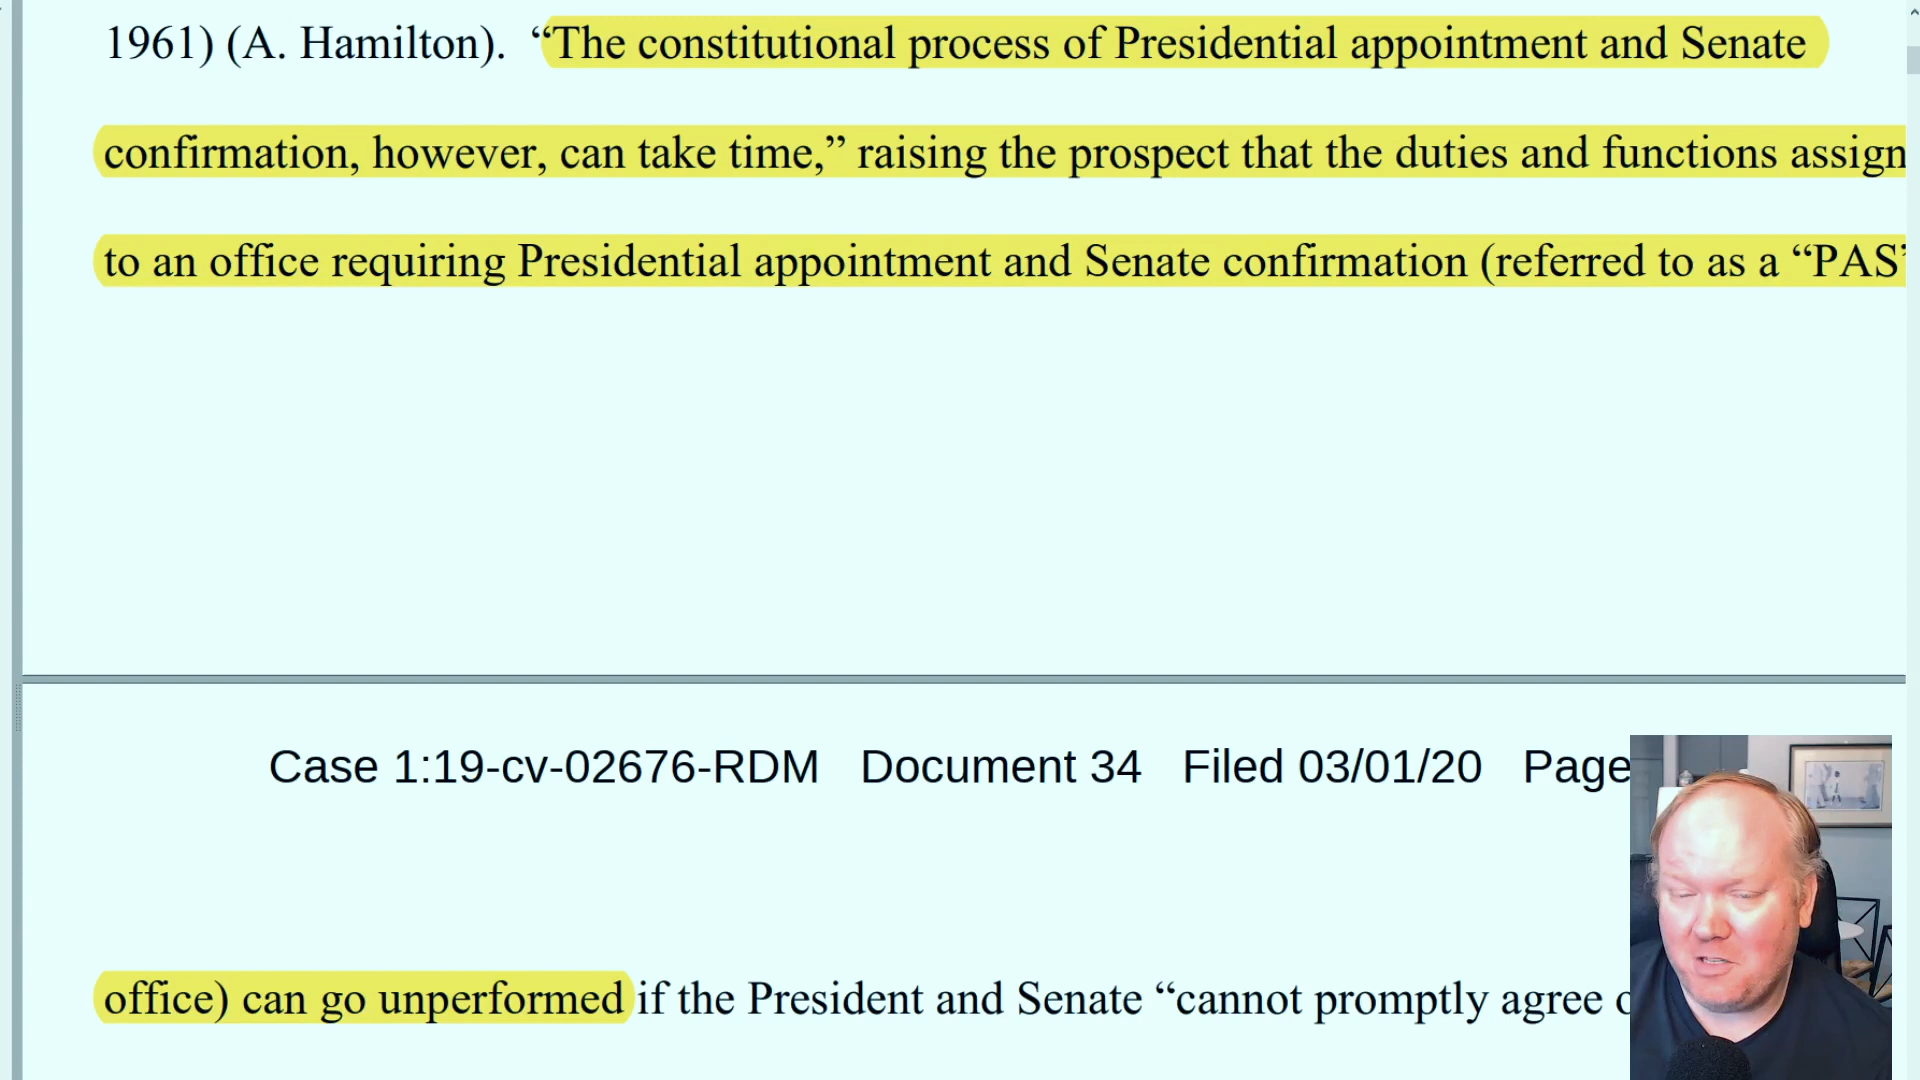 1961) (A. Hamilton). “The constitutional process of Presidential appointment and Senate
confirmation, however, can take time,” raising the prospect that the duties and functions assign
to an office requiring Presidential appointment and Senate confirmation (referred to as a “PAS”
Case 1:19-cv-02676-RDM Document 34 Filed 03/01/20 Page
office) can go unperformed if the President and Senate “cannot promptly agree